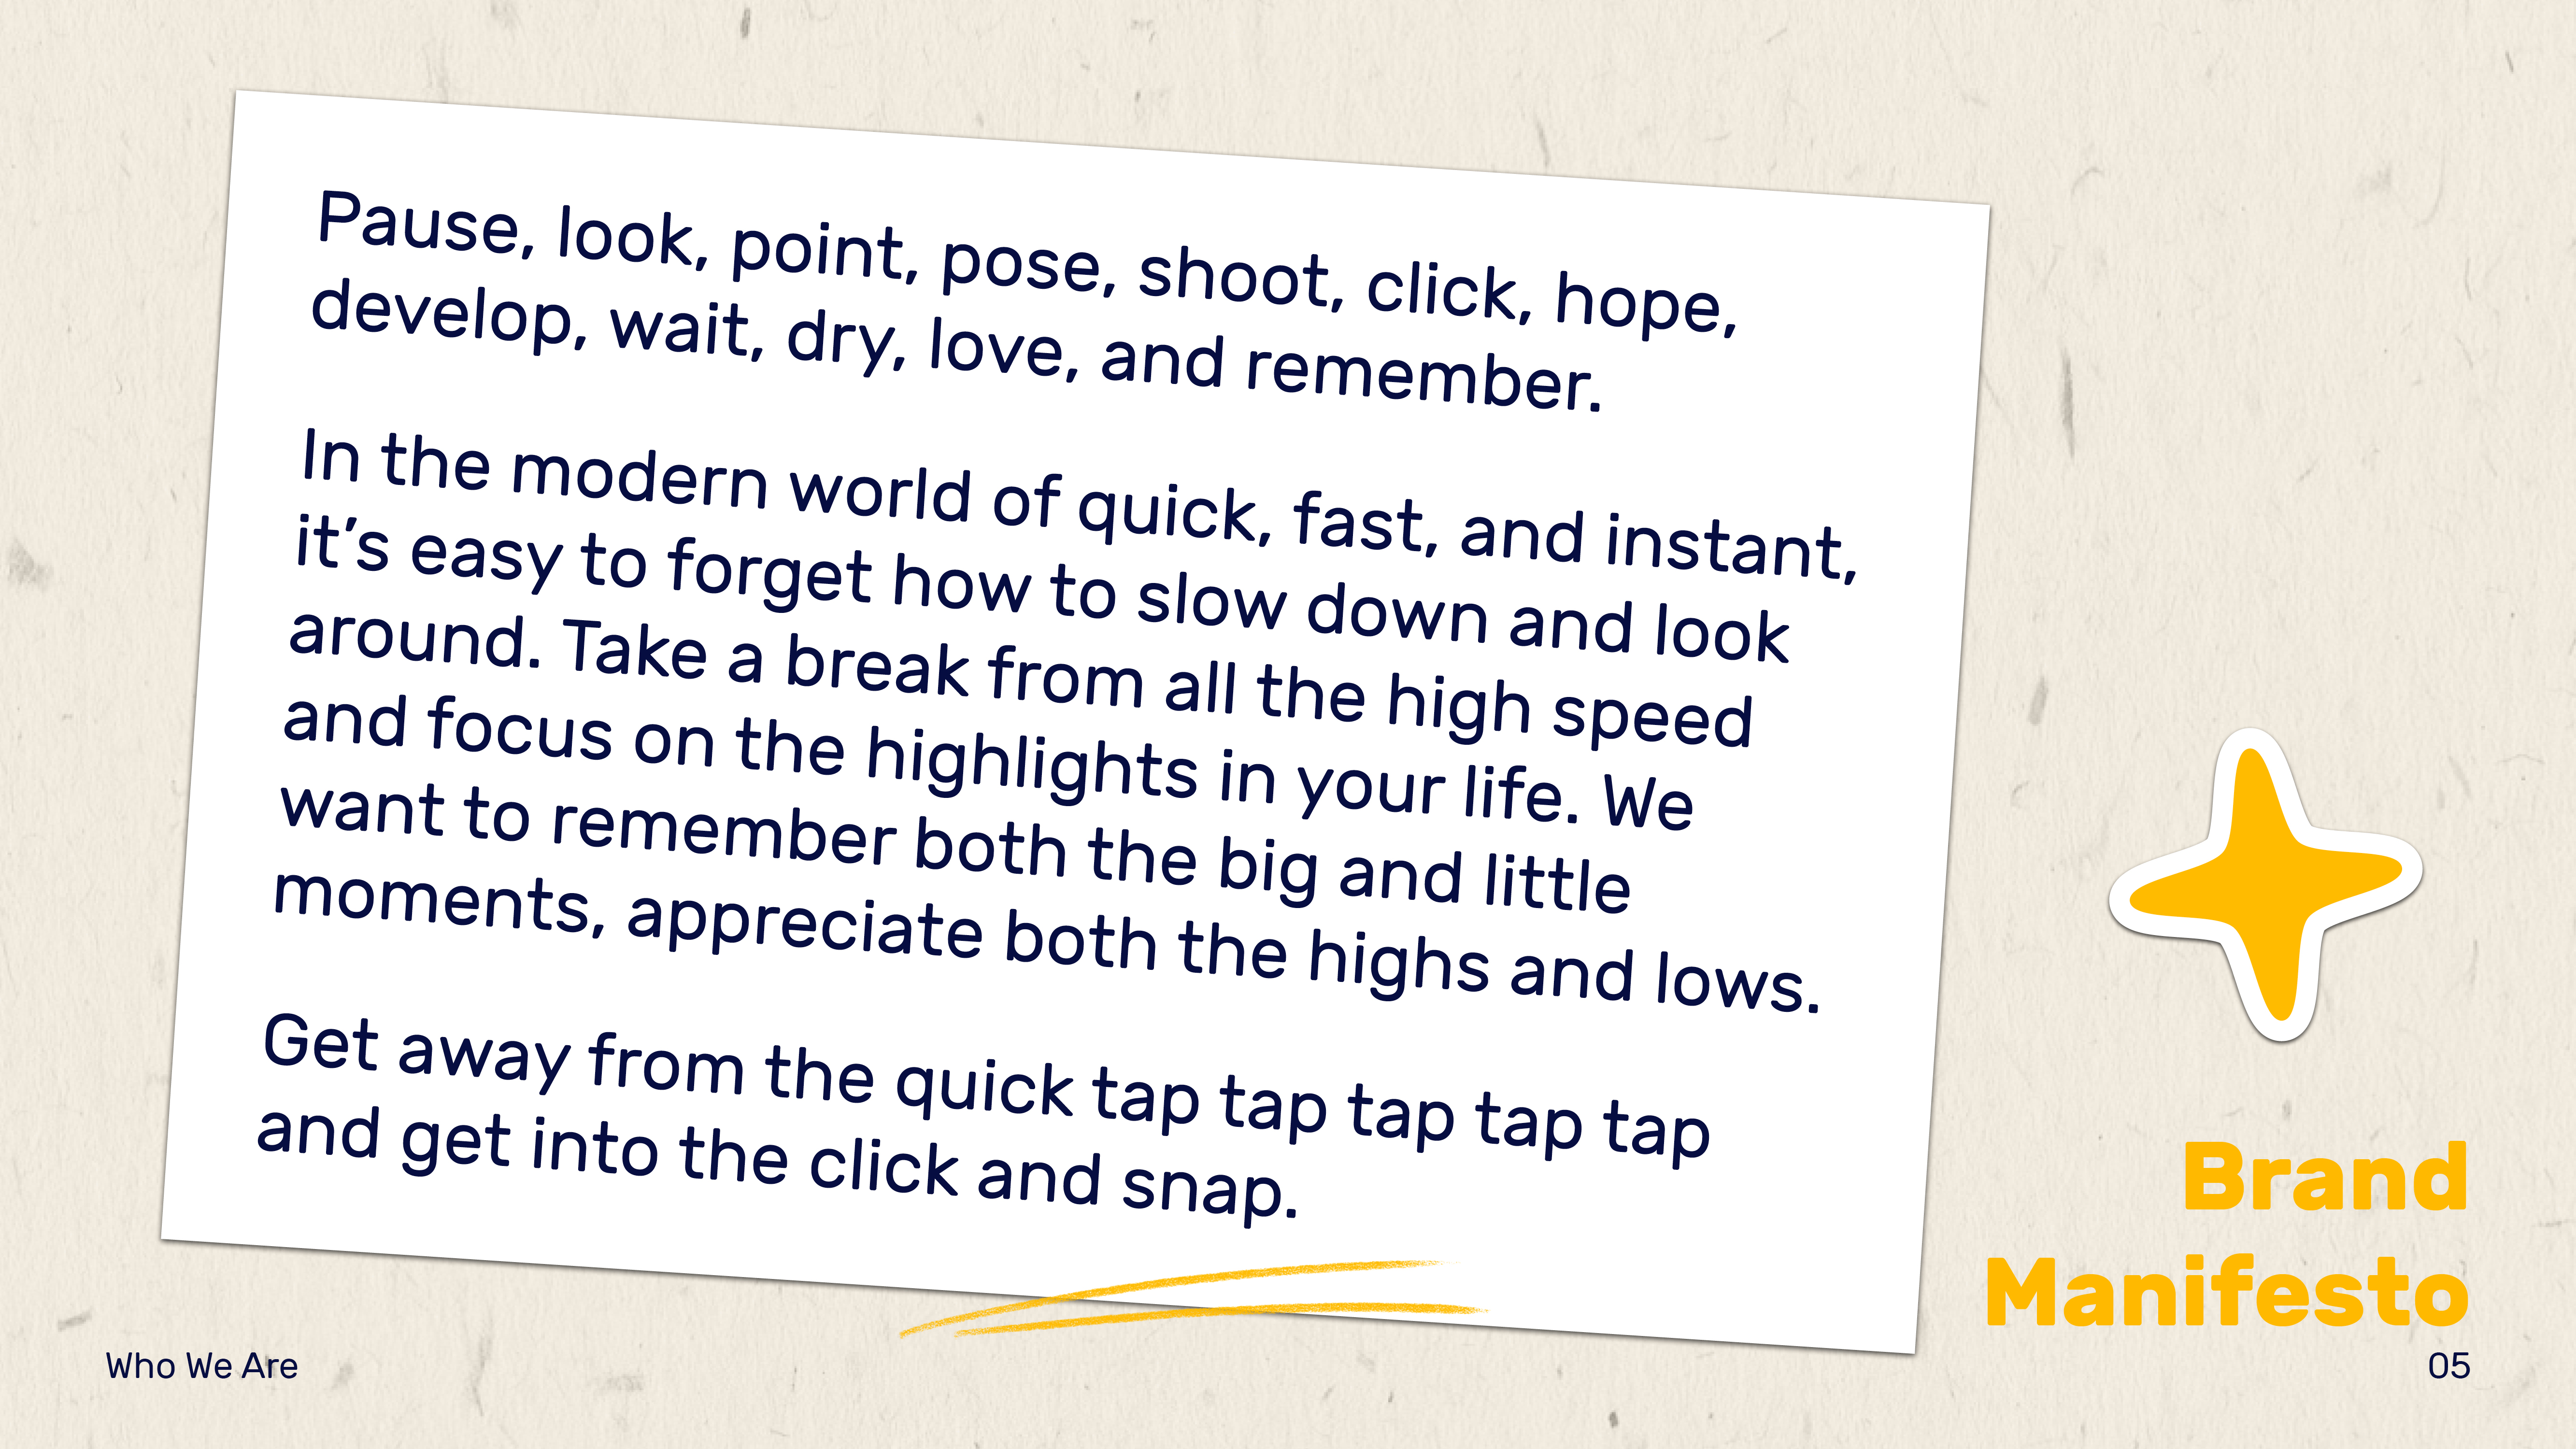 Pause, look, point, pose, shoot, click, hope,
develop, wait, dry, love, and remember.
In the modern world of quick, fast, and instant,
it’s easy to forget how to slow down and look
around. Take a break from all the high speed
and focus on the highlights in your life. We
want to remember both the big and little
moments, appreciate both the highs and lows.
Get away from the quick tap tap tap tap tap
and get into the click and snap.
Brand
Manifesto
Who We Are
05